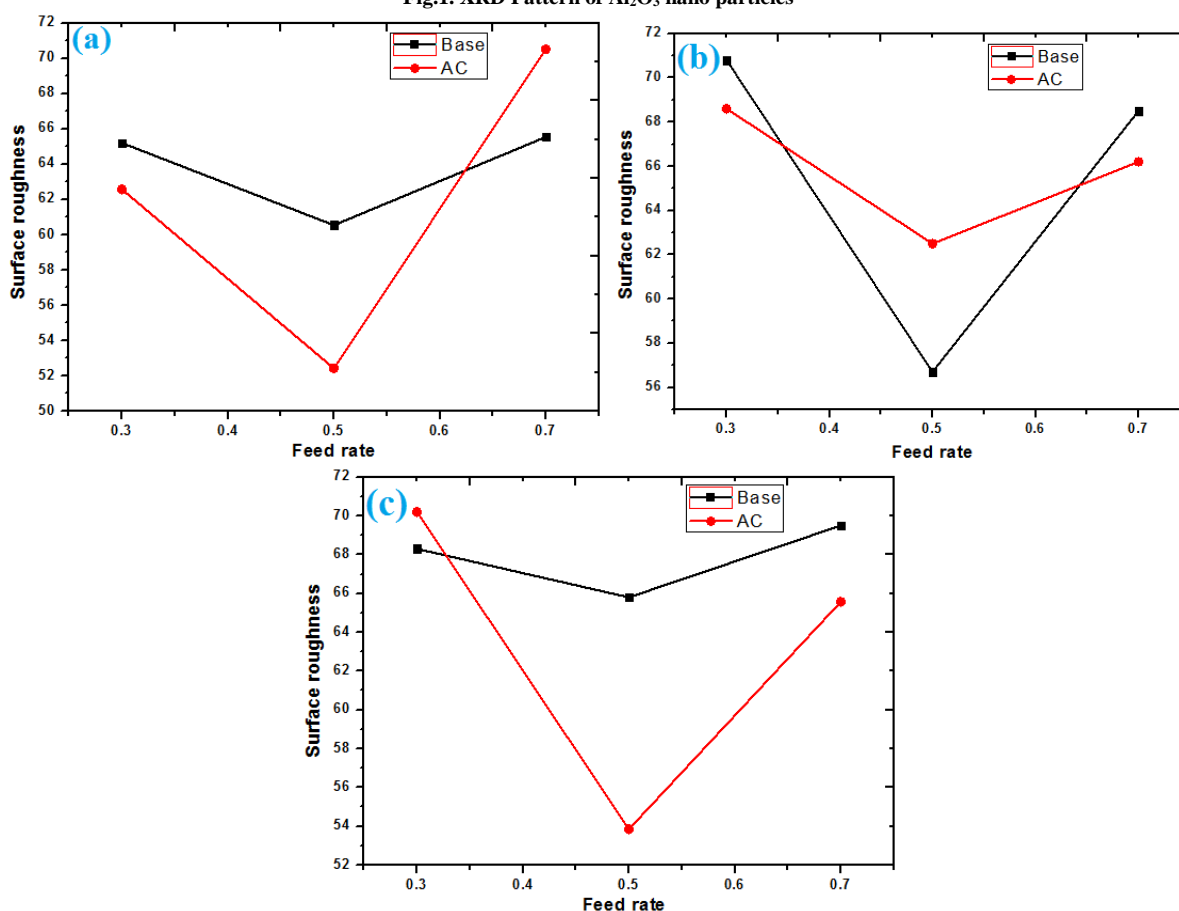 Fig.1. XRD Pattern of Al₂O₃ nano particles
(a)
Base
AC
Surface roughness
72
70
68
66
64
62
60
58
56
54
52
50
0.3 0.4 0.5 0.6 0.7
Feed rate
(b)
Base
AC
Surface roughness
72
70
68
66
64
62
60
58
56
0.3 0.4 0.5 0.6 0.7
Feed rate
(c)
Base
AC
Surface roughness
72
70
68
66
64
62
60
58
56
54
52
0.3 0.4 0.5 0.6 0.7
Feed rate